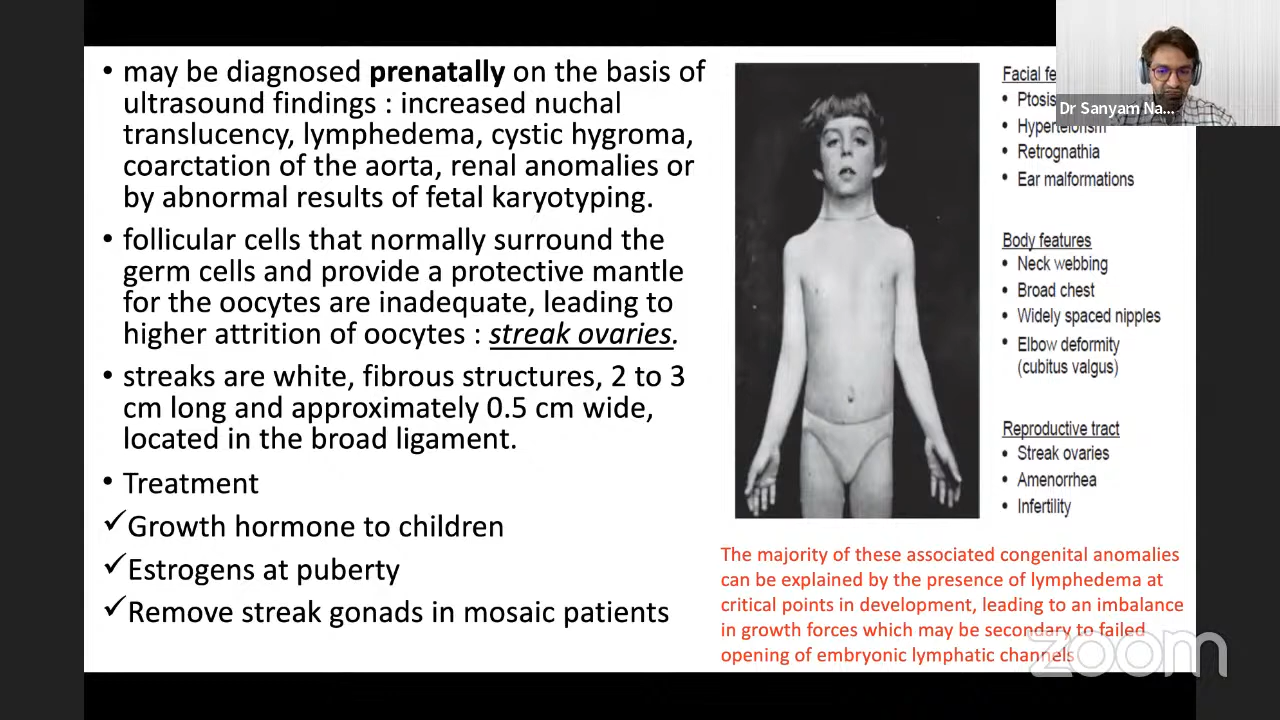 • may be diagnosed prenatally on the basis of
ultrasound findings : increased nuchal
translucency, lymphedema, cystic hygroma,
coarctation of the aorta, renal anomalies or
by abnormal results of fetal karyotyping.
• follicular cells that normally surround the
germ cells and provide a protective mantle
for the oocytes are inadequate, leading to
higher attrition of oocytes : streak ovaries.
• streaks are white, fibrous structures, 2 to 3
cm long and approximately 0.5 cm wide,
located in the broad ligament.
• Treatment
✓Growth hormone to children
✓Estrogens at puberty
✓Remove streak gonads in mosaic patients
Facial fe
• Ptosis
• Hypertelorism
• Retrognathia
• Ear malformations
Body features
• Neck webbing
• Broad chest
• Widely spaced nipples
• Elbow deformity
(cubitus valgus)
Reproductive tract
• Streak ovaries
• Amenorrhea
• Infertility
The majority of these associated congenital anomalies
can be explained by the presence of lymphedema at
critical points in development, leading to an imbalance
in growth forces which may be secondary to failed
opening of embryonic lymphatic channels
Dr Sanyam Na...
zoom